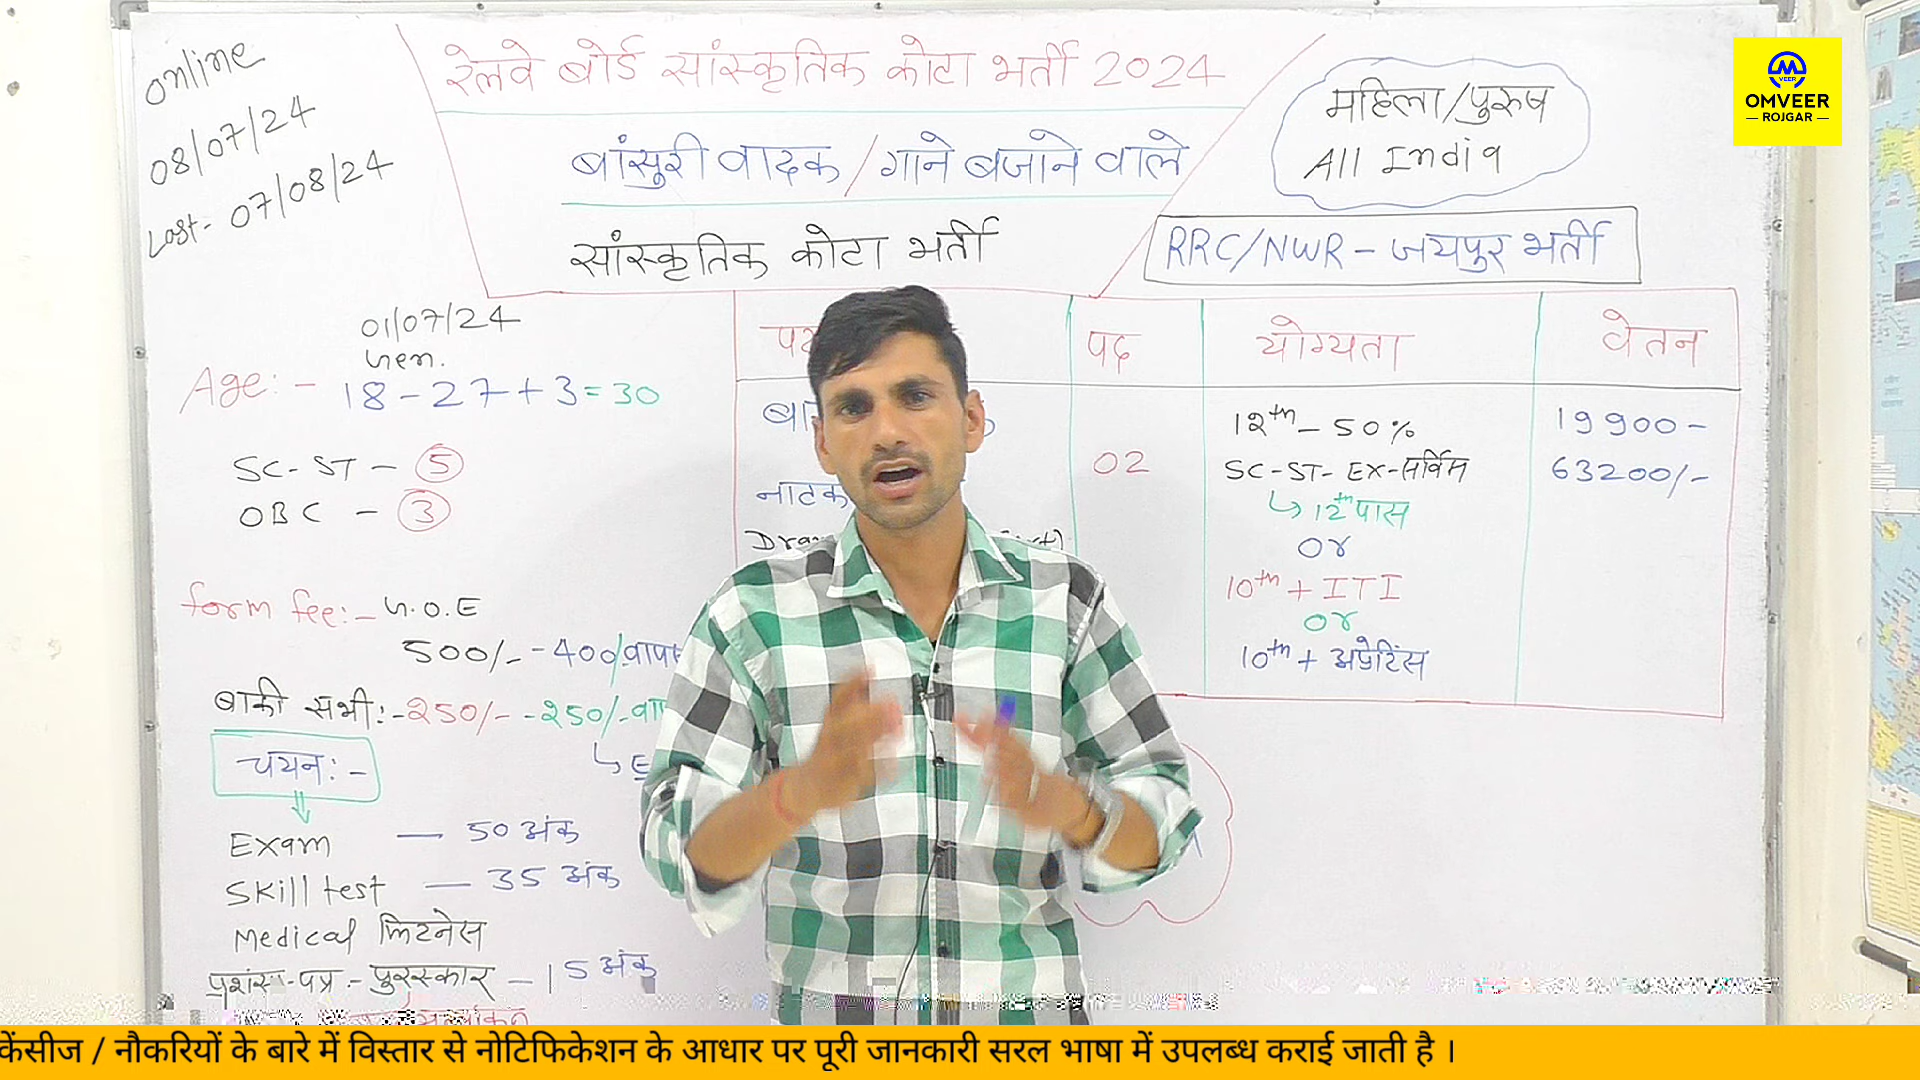 online
08/07/24
Last - 07/08/24
रेलवे बोर्ड सांस्कृतिक कोटा भर्ती 2024
बांसुरी वादक / गाने बजाने वाले
सांस्कृतिक कोटा भर्ती
महिला/पुरुष
All India
RRC/NWR - जयपुर भर्ती
VEER
OMVEER
ROJGAR
01/07/24
Gen.
Age :- 18 - 27 + 3 = 30
SC-ST - 5
OBC - 3
form fee:- G.O.E
500/- - 400/
बाकी सभी:- 250/- - 250/-
चयन: -
Exam — 50 अंक
Skill test — 35 अंक
Medical फिटनेस
प्रशंसा-पत्र - पुरस्कार - 15 अंक
पद योग्यता वेतन
02
नाटक
12th - 50%
SC-ST- EX-सर्विस
12th पास
or
10th + ITI
or
10th + अप्रेटिंस
19900 -
63200/-
/ नौकरियों के बारे में विस्तार से नोटिफिकेशन के आधार पर पूरी जानकारी सरल भाषा में उपलब्ध कराई जाती है ।